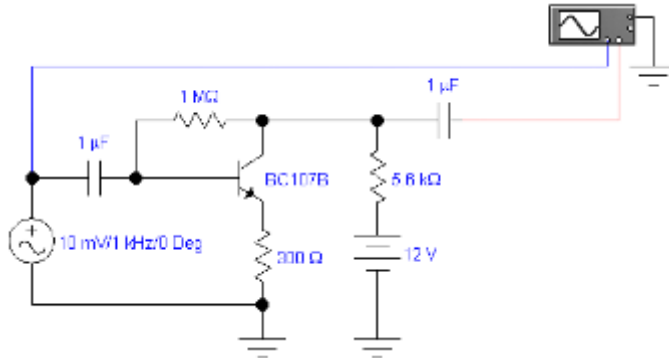 1 MΩ
1 µF
1 µF
BC107B
5.6 kΩ
10 mV/1 kHz/0 Deg
300 Ω
12 V